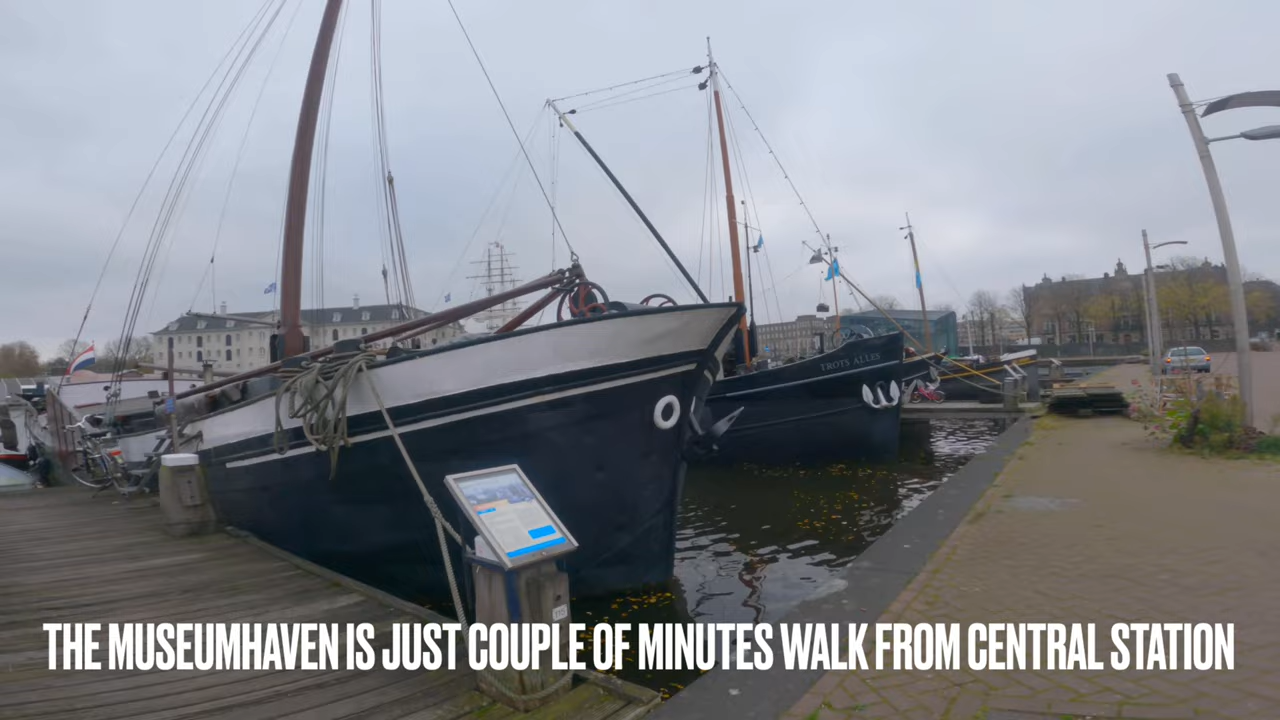 TROTS ALLES
THE MUSEUMHAVEN IS JUST COUPLE OF MINUTES WALK FROM CENTRAL STATION